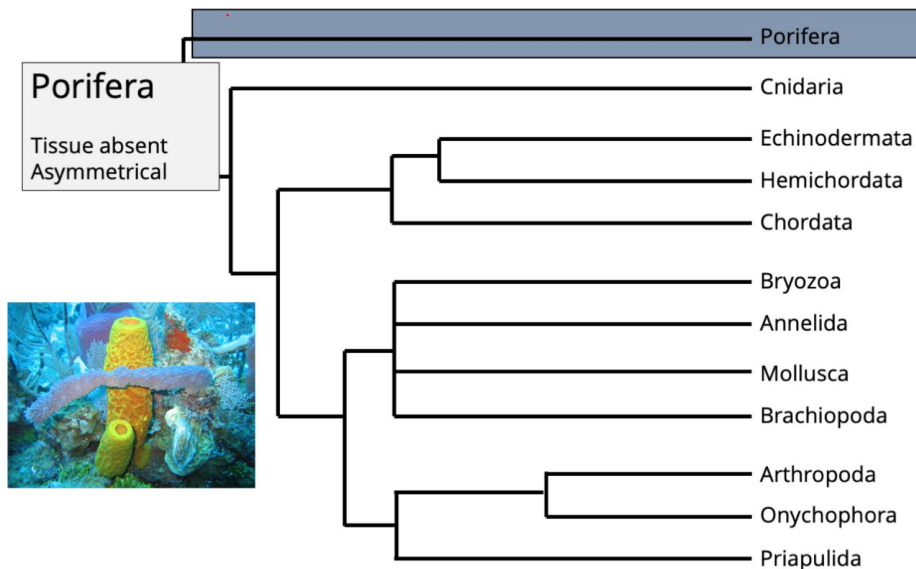 Porifera
Porifera
Tissue absent
Asymmetrical
Cnidaria
Echinodermata
Hemichordata
Chordata
Bryozoa
Annelida
Mollusca
Brachiopoda
Arthropoda
Onychophora
Priapulida